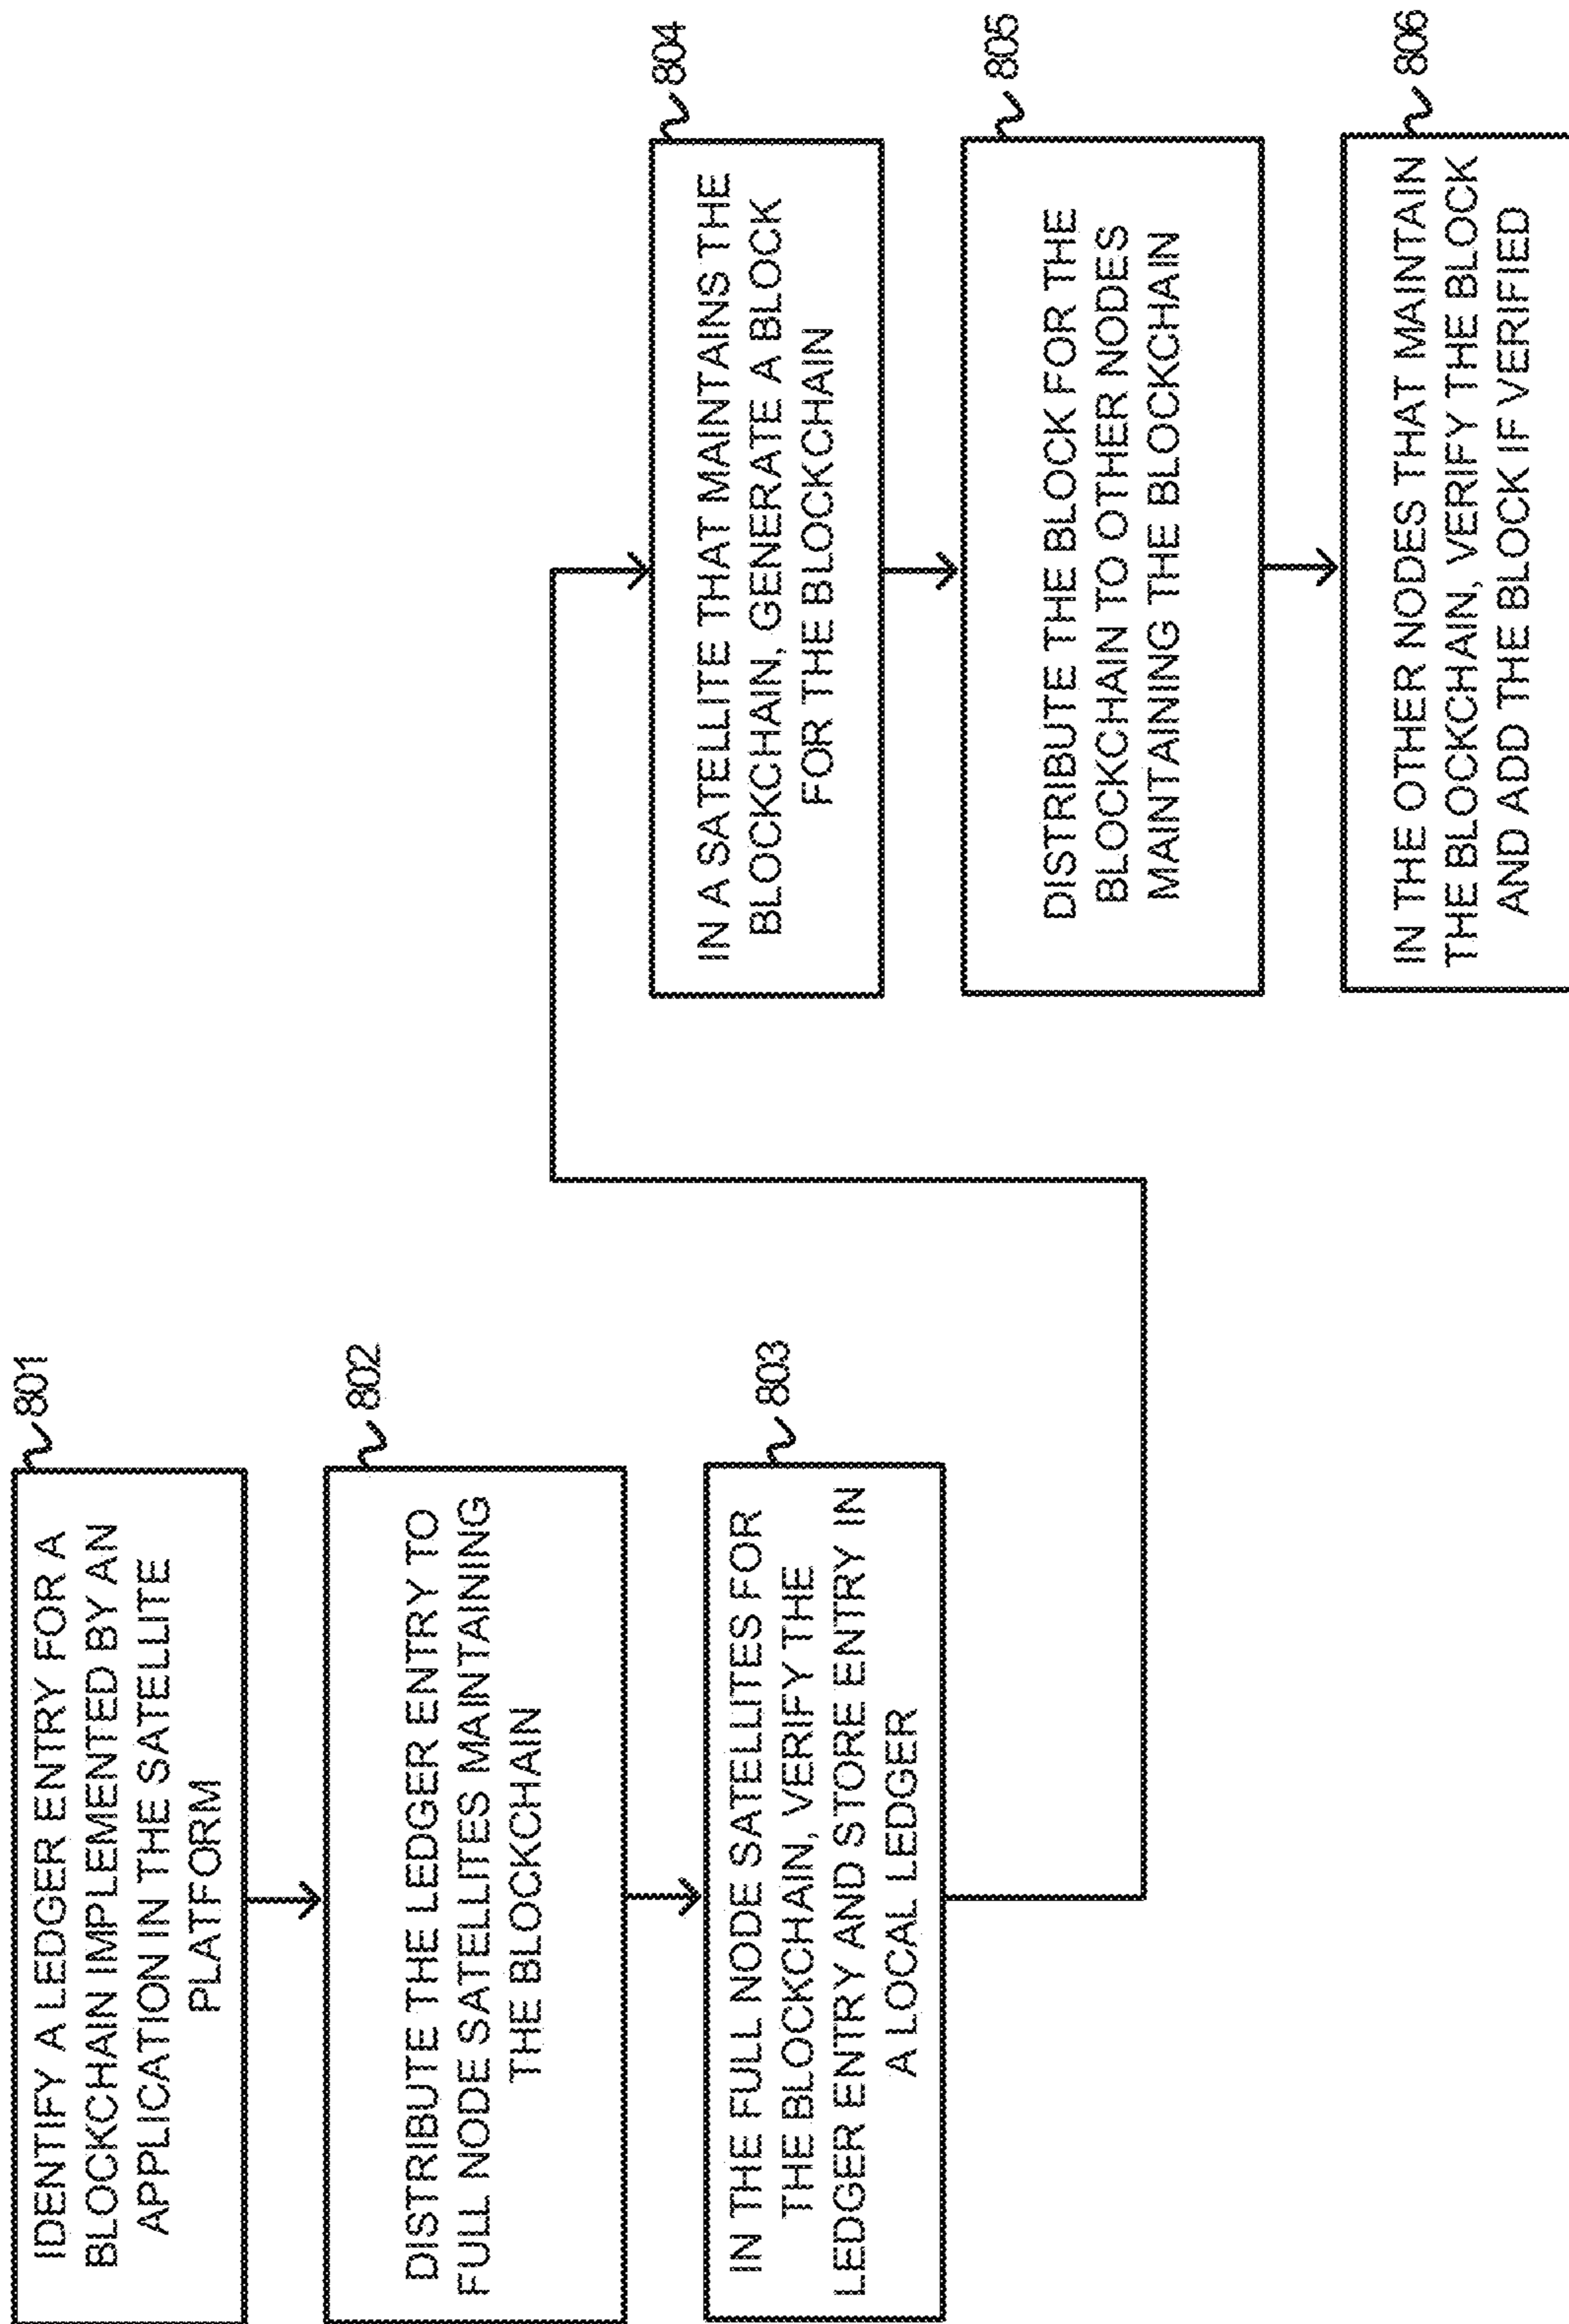 801
IDENTIFY A LEDGER ENTRY FOR A
BLOCKCHAIN IMPLEMENTED BY AN
APPLICATION IN THE SATELLITE
PLATFORM
802
DISTRIBUTE THE LEDGER ENTRY TO
FULL NODE SATELLITES MAINTAINING
THE BLOCKCHAIN
803
IN THE FULL NODE SATELLITES FOR
THE BLOCKCHAIN, VERIFY THE
LEDGER ENTRY AND STORE ENTRY IN
A LOCAL LEDGER
804
IN A SATELLITE THAT MAINTAINS THE
BLOCKCHAIN, GENERATE A BLOCK
FOR THE BLOCKCHAIN
805
DISTRIBUTE THE BLOCK FOR THE
BLOCKCHAIN TO OTHER NODES
MAINTAINING THE BLOCKCHAIN
806
IN THE OTHER NODES THAT MAINTAIN
THE BLOCKCHAIN, VERIFY THE BLOCK
AND ADD THE BLOCK IF VERIFIED